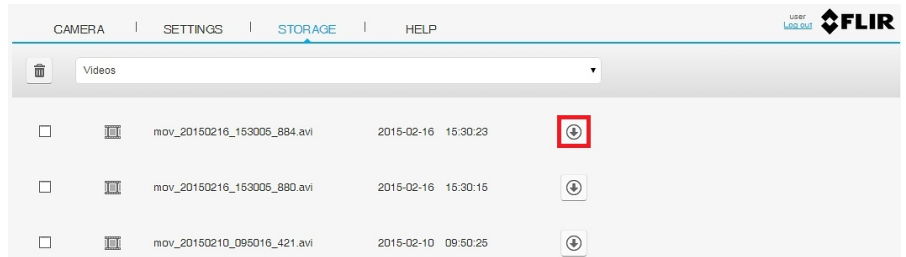 CAMERA | SETTINGS | STORAGE | HELP
user
Log out
FLIR
Videos
mov_20150216_153005_884.avi 2015-02-16 15:30:23
mov_20150216_153005_880.avi 2015-02-16 15:30:15
mov_20150210_095016_421.avi 2015-02-10 09:50:25